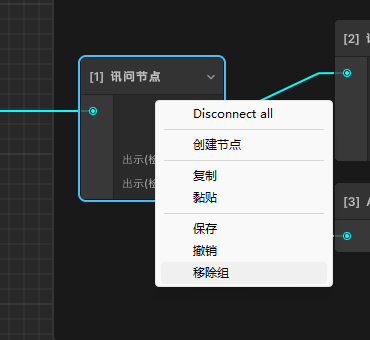 [1] 讯问节点
[2]
Disconnect all
创建节点
复制
出示(检
黏贴
出示(检
[3] A
保存
撤销
移除组